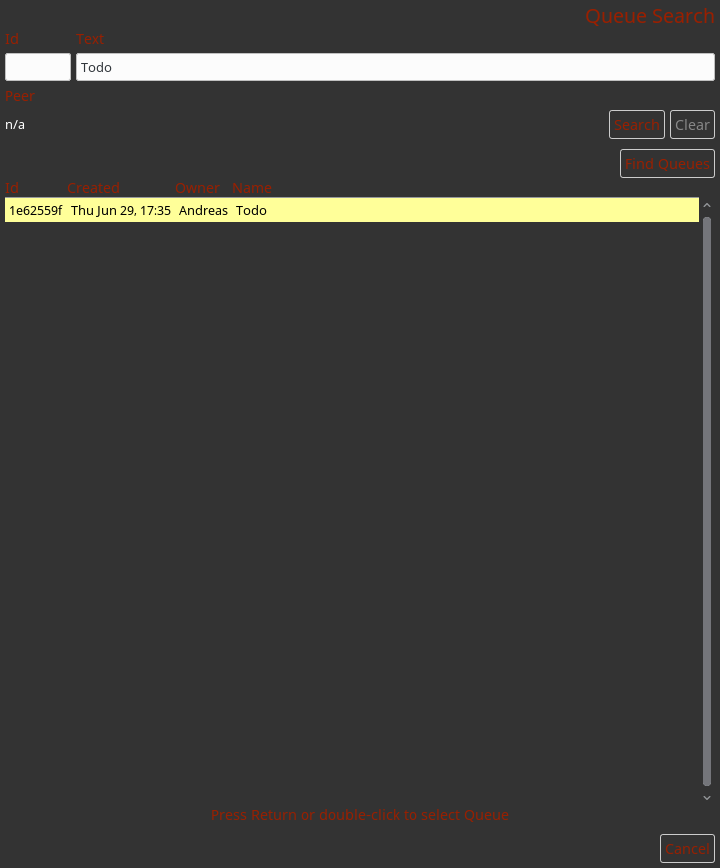 Queue Search
Id Text
Todo
Peer
n/a Search Clear
Find Queues
Id Created Owner Name
1e62559f Thu Jun 29, 17:35 Andreas Todo
Press Return or double-click to select Queue
Cancel